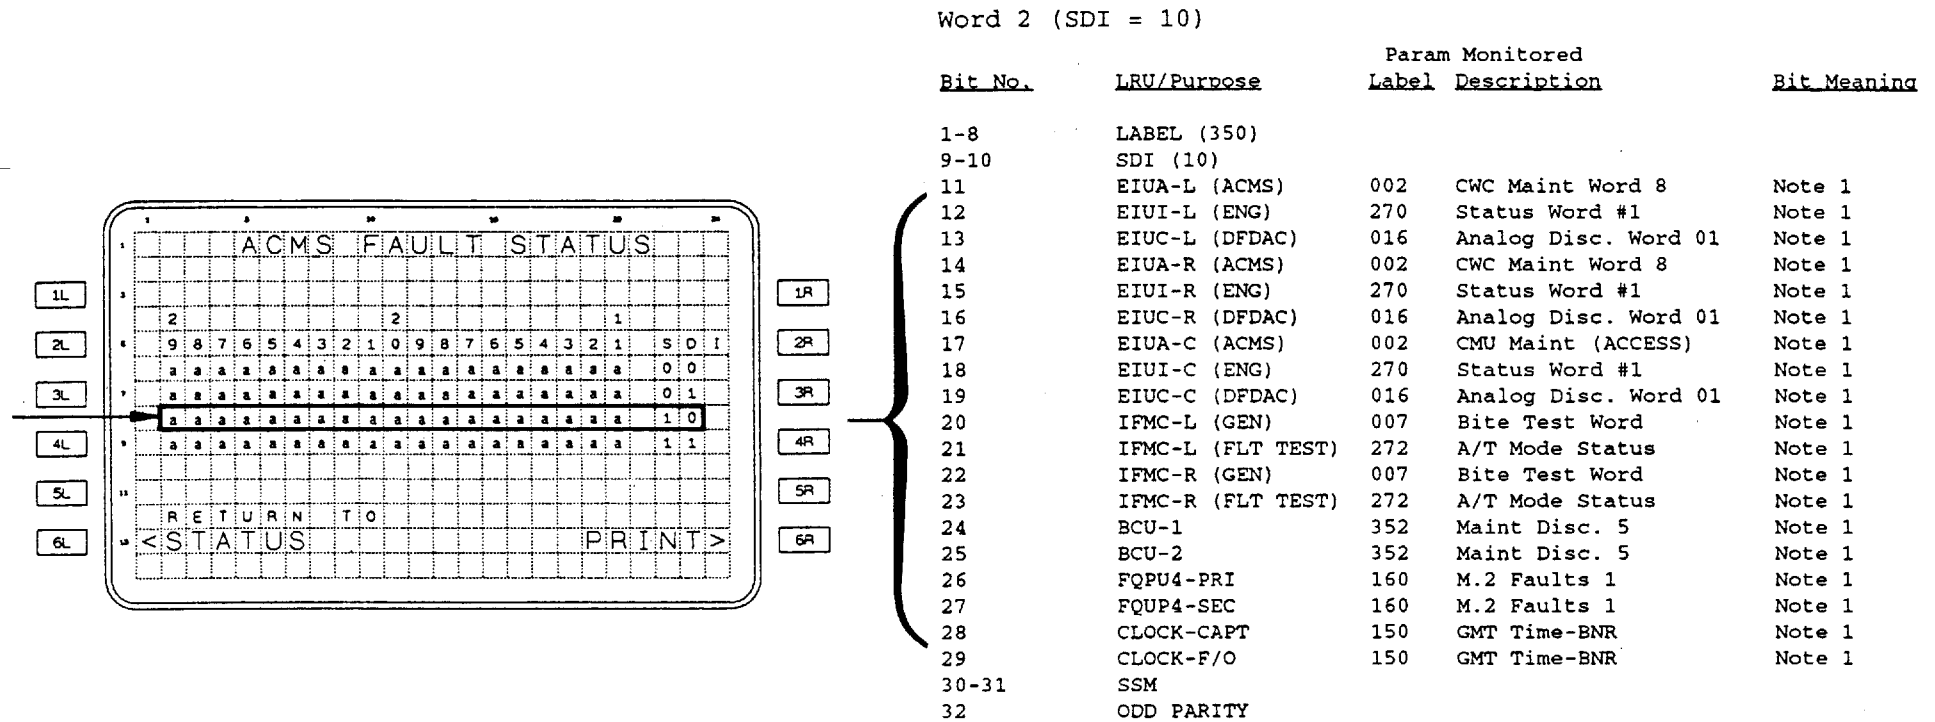 1 5 10 15 20 24
1 ACMS FAULT STATUS
1L 3 1R
2 2 1
2L 5 9 8 7 6 5 4 3 2 1 0 9 8 7 6 5 4 3 2 1 S D I 2R
a a a a a a a a a a a a a a a a a a a 0 0
3L 7 a a a a a a a a a a a a a a a a a a a 0 1 3R
a a a a a a a a a a a a a a a a a a a 1 0
4L 9 a a a a a a a a a a a a a a a a a a a 1 1 4R
5L 11 5R
RETURN TO
6L 13 <STATUS PRINT> 6R
Word 2 (SDI = 10)
Param Monitored
Bit No. LRU/Purpose Label Description Bit Meaning
1-8 LABEL (350)
9-10 SDI (10)
11 EIUA-L (ACMS) 002 CWC Maint Word 8 Note 1
12 EIUI-L (ENG) 270 Status Word #1 Note 1
13 EIUC-L (DFDAC) 016 Analog Disc. Word 01 Note 1
14 EIUA-R (ACMS) 002 CWC Maint Word 8 Note 1
15 EIUI-R (ENG) 270 Status Word #1 Note 1
16 EIUC-R (DFDAC) 016 Analog Disc. Word 01 Note 1
17 EIUA-C (ACMS) 002 CMU Maint (ACCESS) Note 1
18 EIUI-C (ENG) 270 Status Word #1 Note 1
19 EIUC-C (DFDAC) 016 Analog Disc. Word 01 Note 1
20 IFMC-L (GEN) 007 Bite Test Word Note 1
21 IFMC-L (FLT TEST) 272 A/T Mode Status Note 1
22 IFMC-R (GEN) 007 Bite Test Word Note 1
23 IFMC-R (FLT TEST) 272 A/T Mode Status Note 1
24 BCU-1 352 Maint Disc. 5 Note 1
25 BCU-2 352 Maint Disc. 5 Note 1
26 FQPU4-PRI 160 M.2 Faults 1 Note 1
27 FQUP4-SEC 160 M.2 Faults 1 Note 1
28 CLOCK-CAPT 150 GMT Time-BNR Note 1
29 CLOCK-F/O 150 GMT Time-BNR Note 1
30-31 SSM
32 ODD PARITY